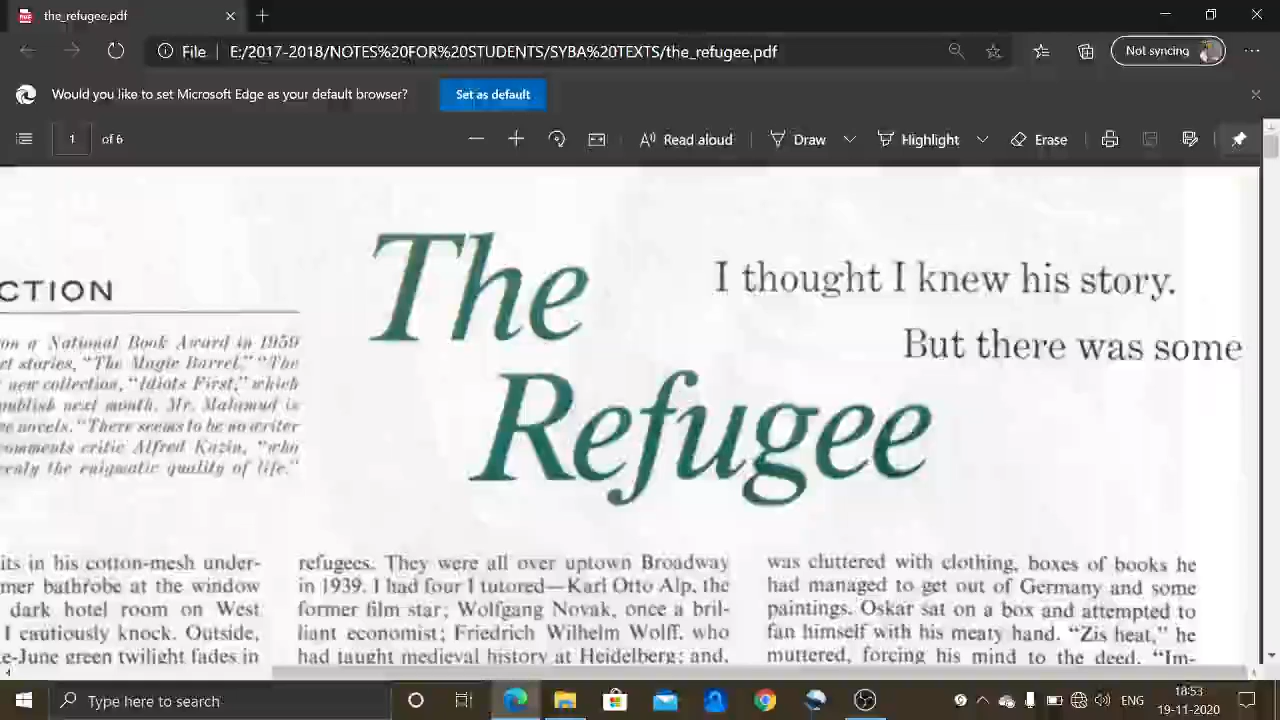 the_refugee.pdf
File | E:/2017-2018/NOTES%20FOR%20STUDENTS/SYBA%20TEXTS/the_refugee.pdf
Not syncing
Would you like to set Microsoft Edge as your default browser?
Set as default
1 of 6
Read aloud
Draw
Highlight
Erase
The
Refugee
I thought I knew his story.
But there was some
CTION
on a National Book Award in 1959
stories, "The Magic Barrel." "The
new collection, "Idiots First," which
publish next month. Mr. Malamud is
novels. "There seems to be no writer
comments critic Alfred Kazin, "who
the enigmatic quality of life."
its in his cotton-mesh under-
mer bathrobe at the window
dark hotel room on West
I cautiously knock. Outside,
e-June green twilight fades in
refugees. They were all over uptown Broadway
in 1939. I had four I tutored—Karl Otto Alp, the
former film star; Wolfgang Novak, once a bril-
liant economist; Friedrich Wilhelm Wolff, who
had taught medieval history at Heidelberg; and,
was cluttered with clothing, boxes of books he
had managed to get out of Germany and some
paintings. Oskar sat on a box and attempted to
fan himself with his meaty hand. "Zis heat," he
muttered, forcing his mind to the deed. "Im-
Type here to search
ENG
18:53
19-11-2020